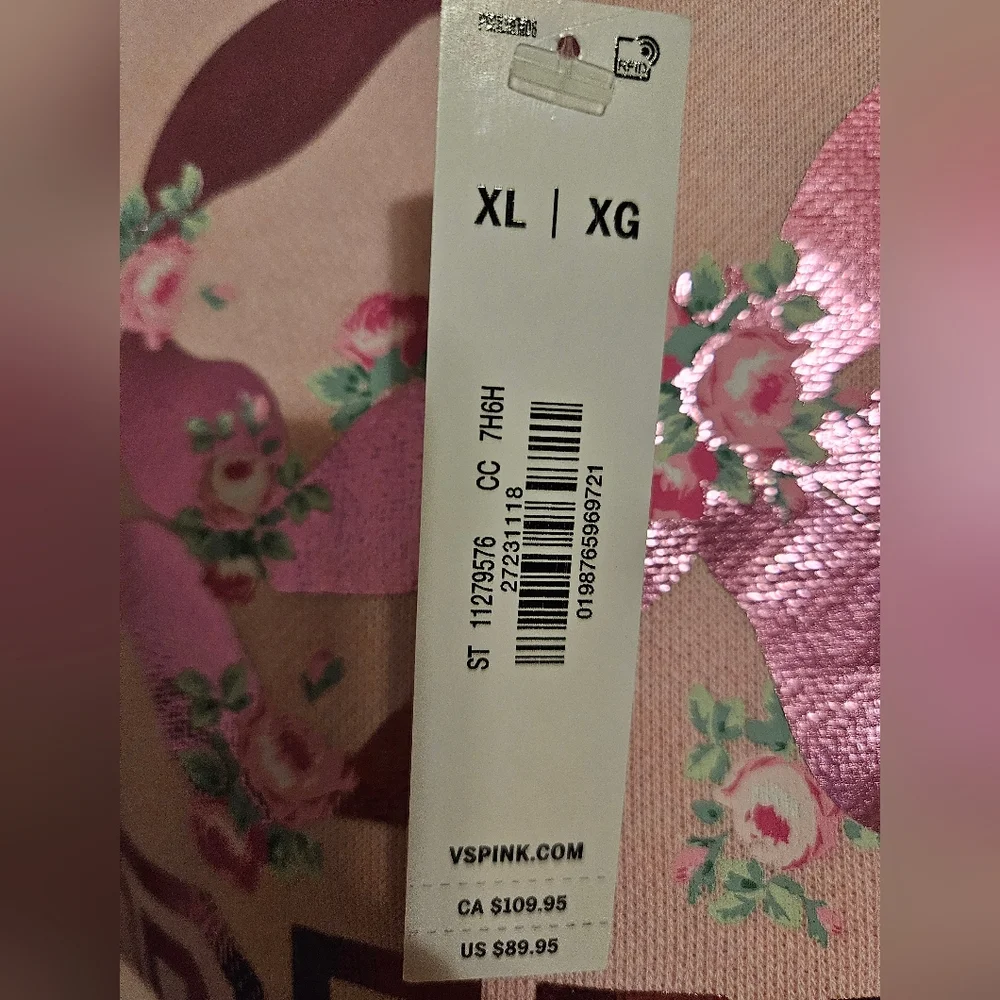 RFID
XL | XG
ST 11279576 CC 7H6H
27231118
0198765969721
VSPINK.COM
CA $109.95
US $89.95